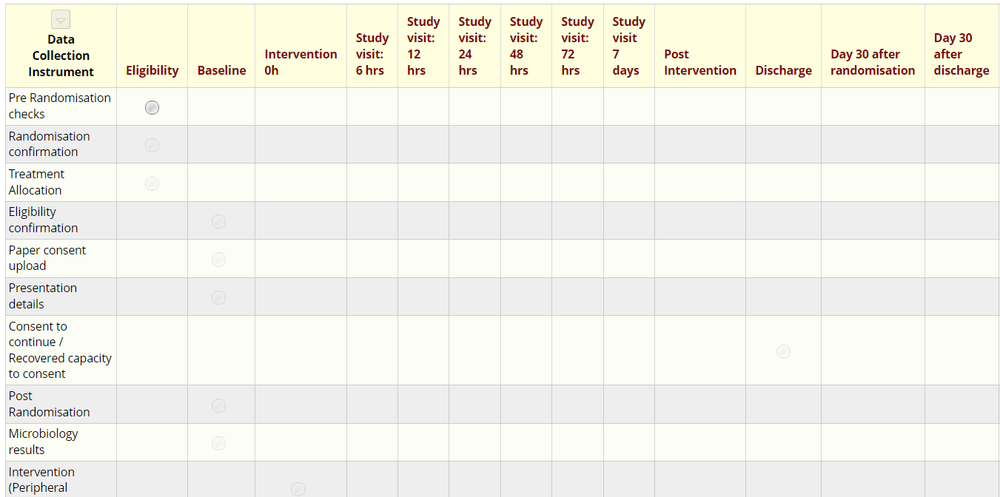 Data
Collection
Instrument
Eligibility
Baseline
Intervention
0h
Study
visit:
6 hrs
Study
visit:
12
hrs
Study
visit:
24
hrs
Study
visit:
48
hrs
Study
visit:
72
hrs
Study
visit
7
days
Post
Intervention
Discharge
Day 30 after
randomisation
Day 30
after
discharge
Pre Randomisation
checks
Randomisation
confirmation
Treatment
Allocation
Eligibility
confirmation
Paper consent
upload
Presentation
details
Consent to
continue /
Recovered capacity
to consent
Post
Randomisation
Microbiology
results
Intervention
(Peripheral